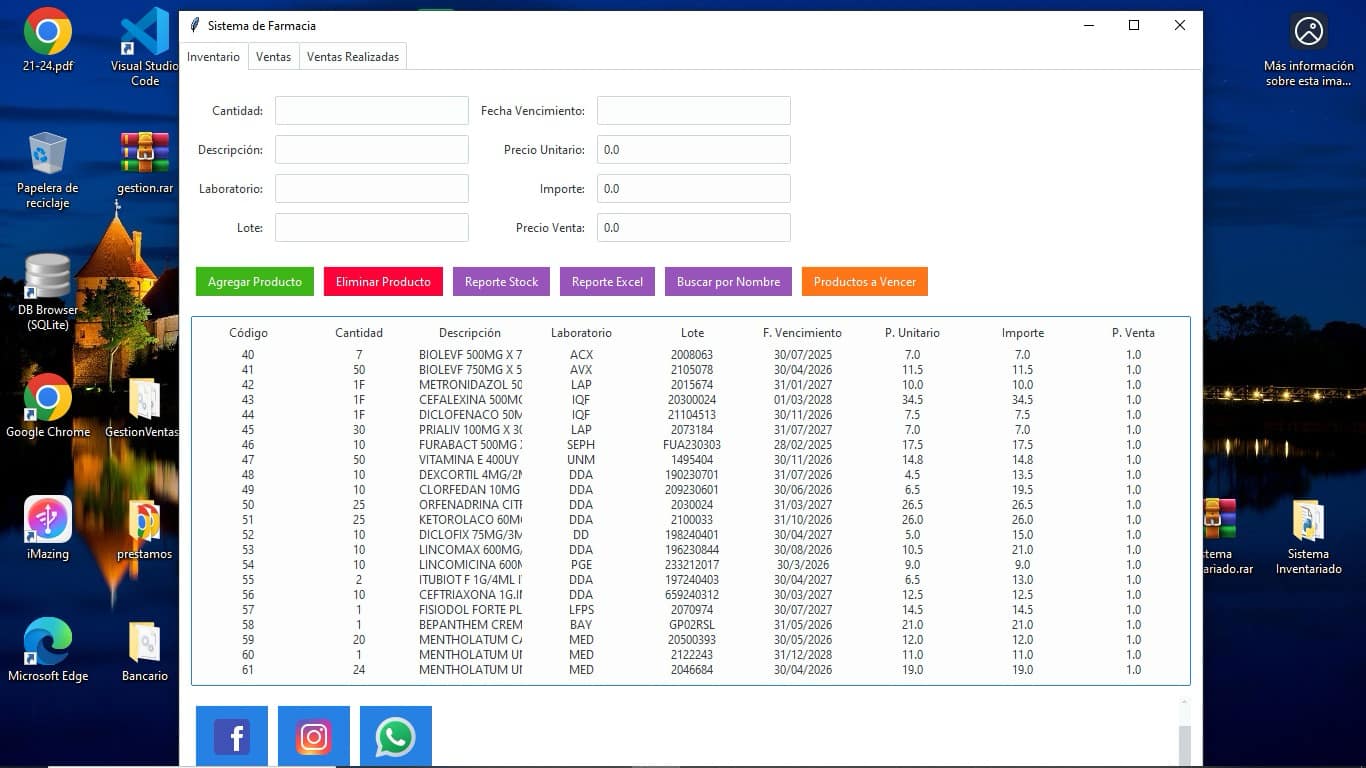 Sistema de Farmacia
Inventario Ventas Ventas Realizadas
Cantidad: Fecha Vencimiento:
Descripción: Precio Unitario: 0.0
Laboratorio: Importe: 0.0
Lote: Precio Venta: 0.0
Agregar Producto Eliminar Producto Reporte Stock Reporte Excel Buscar por Nombre Productos a Vencer
Código Cantidad Descripción Laboratorio Lote F. Vencimiento P. Unitario Importe P. Venta
40 7 BIOLEVF 500MG X 7 ACX 2008063 30/07/2025 7.0 7.0 1.0
41 50 BIOLEVF 750MG X 5 AVX 2105078 30/04/2026 11.5 11.5 1.0
42 1F METRONIDAZOL 50 LAP 2015674 31/01/2027 10.0 10.0 1.0
43 1F CEFALEXINA 500MG IQF 20300024 01/03/2028 34.5 34.5 1.0
44 1F DICLOFENACO 50M IQF 21104513 30/11/2026 7.5 7.5 1.0
45 30 PRIALIV 100MG X 30 LAP 2073184 31/07/2027 7.0 7.0 1.0
46 10 FURABACT 500MG SEPH FUA230303 28/02/2025 17.5 17.5 1.0
47 50 VITAMINA E 400UY UNM 1495404 30/11/2026 14.8 14.8 1.0
48 10 DEXCORTIL 4MG/2M DDA 190230701 31/07/2026 4.5 13.5 1.0
49 10 CLORFEDAN 10MG DDA 209230601 30/06/2026 6.5 19.5 1.0
50 25 ORFENADRINA CITR DDA 2030024 31/03/2027 26.5 26.5 1.0
51 25 KETOROLACO 60MG DDA 2100033 31/10/2026 26.0 26.0 1.0
52 10 DICLOFIX 75MG/3M DD 198240401 30/04/2027 5.0 15.0 1.0
53 10 LINCOMAX 600MG/ DDA 196230844 30/08/2026 10.5 21.0 1.0
54 10 LINCOMICINA 600M PGE 233212017 30/3/2026 9.0 9.0 1.0
55 2 ITUBIOT F 1G/4ML DDA 197240403 30/04/2027 6.5 13.0 1.0
56 10 CEFTRIAXONA 1G.I DDA 659240312 30/03/2027 12.5 12.5 1.0
57 1 FISIODOL FORTE PL LFPS 2070974 30/07/2027 14.5 14.5 1.0
58 1 BEPANTHEM CREM BAY GP02RSL 31/05/2026 21.0 21.0 1.0
59 20 MENTHOLATUM CA MED 20500393 30/05/2026 12.0 12.0 1.0
60 1 MENTHOLATUM UN MED 2122243 31/12/2028 11.0 11.0 1.0
61 24 MENTHOLATUM UN MED 2046684 30/04/2026 19.0 19.0 1.0
21-24.pdf
Visual Studio
Code
Papelera de
reciclaje
gestion.rar
DB Browser
(SQLite)
Google Chrome
GestionVentas
iMazing
prestamos
Microsoft Edge
Bancario
Más información
sobre esta ima...
stema
ariado.rar
Sistema
Inventariado